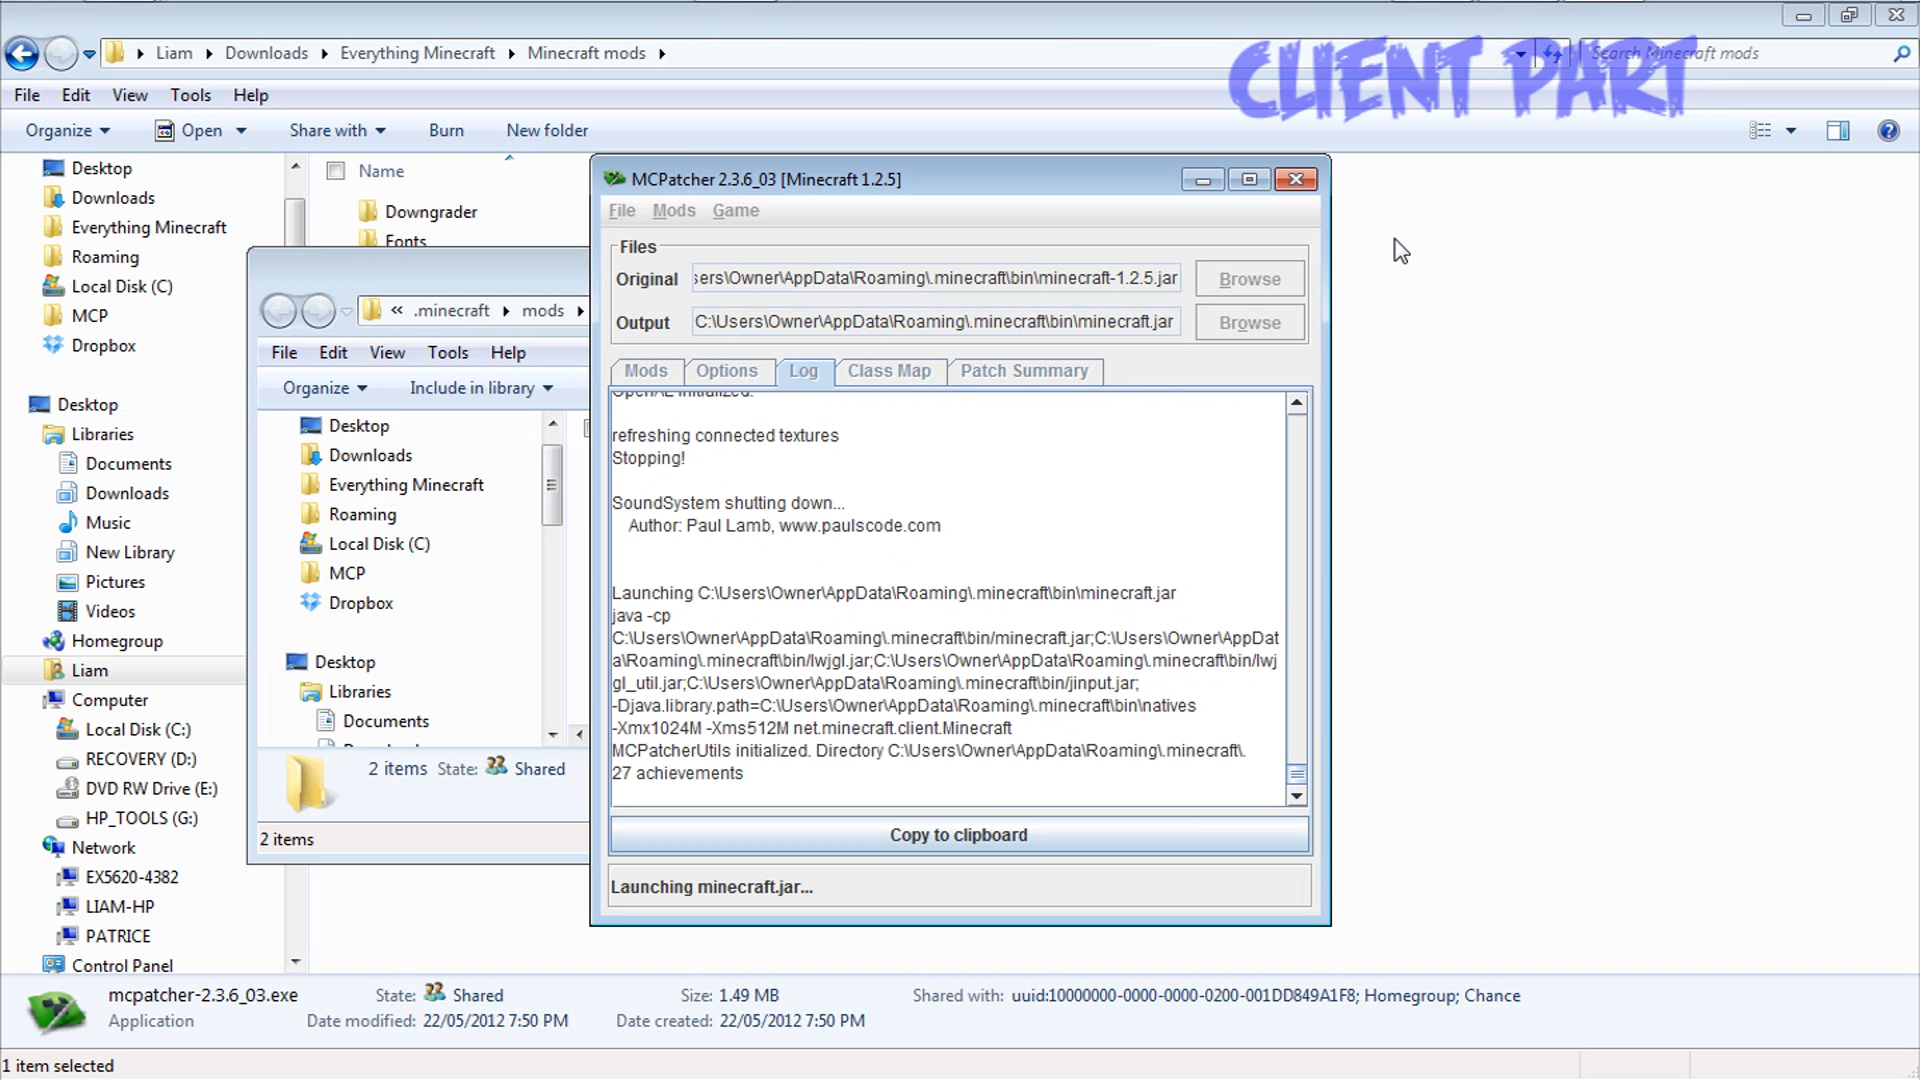 CLIENT PART
Liam Downloads Everything Minecraft Minecraft mods
Search Minecraft mods
File Edit View Tools Help
Organize Open Share with Burn New folder
Desktop
Downloads
Everything Minecraft
Roaming
Local Disk (C)
MCP
Dropbox
Desktop
Libraries
Documents
Downloads
Music
New Library
Pictures
Videos
Homegroup
Liam
Computer
Local Disk (C:)
RECOVERY (D:)
DVD RW Drive (E:)
HP_TOOLS (G:)
Network
EX5620-4382
LIAM-HP
PATRICE
Control Panel
Name
Downgrader
Fonts
« .minecraft mods
File Edit View Tools Help
Organize Include in library
Desktop
Downloads
Everything Minecraft
Roaming
Local Disk (C)
MCP
Dropbox
Desktop
Libraries
Documents
2 items State: Shared
2 items
MCPatcher 2.3.6_03 [Minecraft 1.2.5]
File Mods Game
Files
Original sers\Owner\AppData\Roaming\.minecraft\bin\minecraft-1.2.5.jar Browse
Output C:\Users\Owner\AppData\Roaming\.minecraft\bin\minecraft.jar Browse
Mods Options Log Class Map Patch Summary
OpenAL initialized.
refreshing connected textures
Stopping!
SoundSystem shutting down...
Author: Paul Lamb, www.paulscode.com
Launching C:\Users\Owner\AppData\Roaming\.minecraft\bin\minecraft.jar
java -cp
C:\Users\Owner\AppData\Roaming\.minecraft\bin/minecraft.jar;C:\Users\Owner\AppDat
a\Roaming\.minecraft\bin/lwjgl.jar;C:\Users\Owner\AppData\Roaming\.minecraft\bin/lwj
gl_util.jar;C:\Users\Owner\AppData\Roaming\.minecraft\bin/jinput.jar;
-Djava.library.path=C:\Users\Owner\AppData\Roaming\.minecraft\bin\natives
-Xmx1024M -Xms512M net.minecraft.client.Minecraft
MCPatcherUtils initialized. Directory C:\Users\Owner\AppData\Roaming\.minecraft\.
27 achievements
Copy to clipboard
Launching minecraft.jar...
mcpatcher-2.3.6_03.exe State: Shared Size: 1.49 MB Shared with: uuid:10000000-0000-0000-0200-001DD849A1F8; Homegroup; Chance
Application Date modified: 22/05/2012 7:50 PM Date created: 22/05/2012 7:50 PM
1 item selected